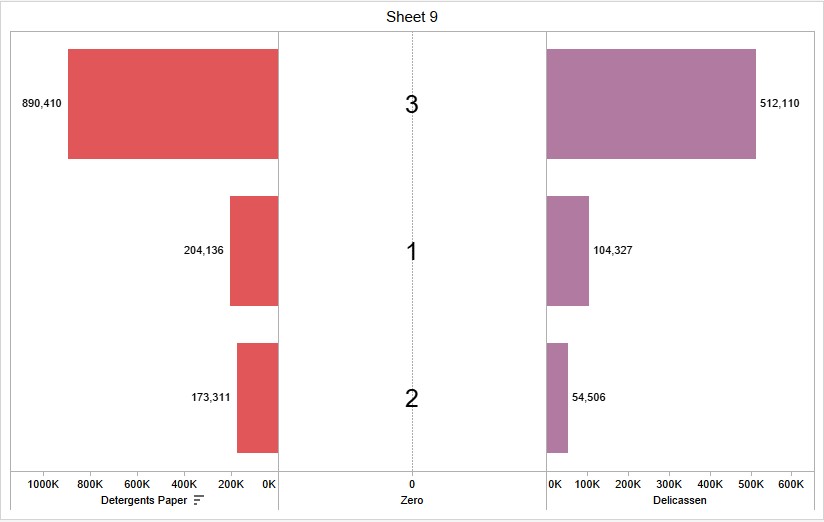 Sheet 9
890,410 3 512,110
204,136 1 104,327
173,311 2 54,506
1000K 800K 600K 400K 200K 0K 0 0K 100K 200K 300K 400K 500K 600K
Detergents Paper Zero Delicassen